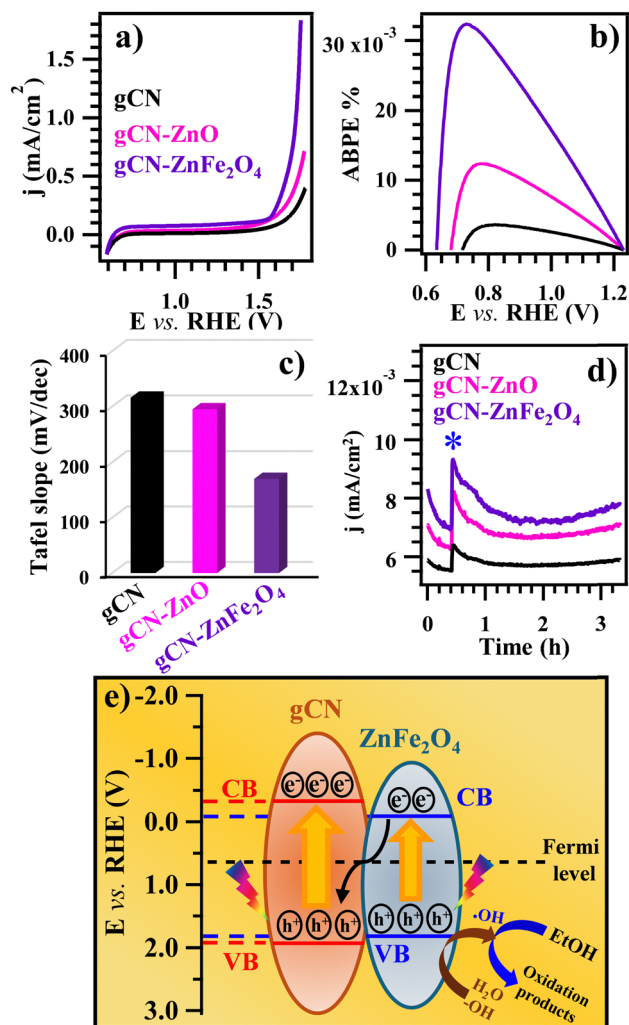 a)
j (mA/cm²)
1.5
1.0
0.5
0.0
gCN
gCN-ZnO
gCN-ZnFe₂O₄
1.0
1.5
E vs. RHE (V)
b)
ABPE %
30 x10⁻³
20
10
0
0.6
0.8
1.0
1.2
E vs. RHE (V)
c)
Tafel slope (mV/dec)
400
300
200
100
0
gCN
gCN-ZnO
gCN-ZnFe₂O₄
gCN
gCN-ZnO
gCN-ZnFe₂O₄
d)
j (mA/cm²)
12x10⁻³
10
8
6
*
0
1
2
3
Time (h)
e)
E vs. RHE (V)
-2.0
-1.0
0.0
1.0
2.0
3.0
gCN
ZnFe₂O₄
CB
e⁻ e⁻ e⁻
e⁻ e⁻
CB
Fermi
level
h⁺ h⁺ h⁺
h⁺ h⁺ h⁺
VB
VB
·OH
EtOH
H₂O
-OH
Oxidation
products